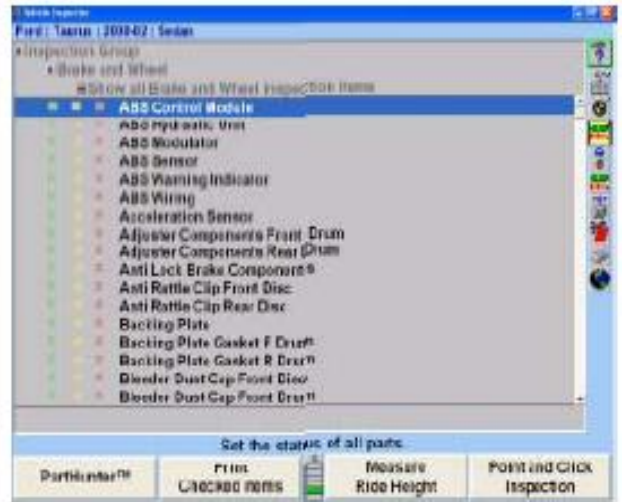 Vehicle Inspector
Ford | Taurus | 2000-02 | Sedan
Inspection Group
Brake and Wheel
Show all Brake and Wheel Inspection Items
ABS Control Module
ABS Hydraulic Unit
ABS Modulator
ABS Sensor
ABS Warning Indicator
ABS Wiring
Acceleration Sensor
Adjuster Components Front Drum
Adjuster Components Rear Drum
Anti Lock Brake Components
Anti Rattle Clip Front Disc
Anti Rattle Clip Rear Disc
Backing Plate
Backing Plate Gasket F Drum
Backing Plate Gasket R Drum
Bleeder Dust Cap Front Disc
Bleeder Dust Cap Front Drum
Set the status of all parts.
PartHunter™
Print Checked Items
Measure Ride Height
Point and Click Inspection